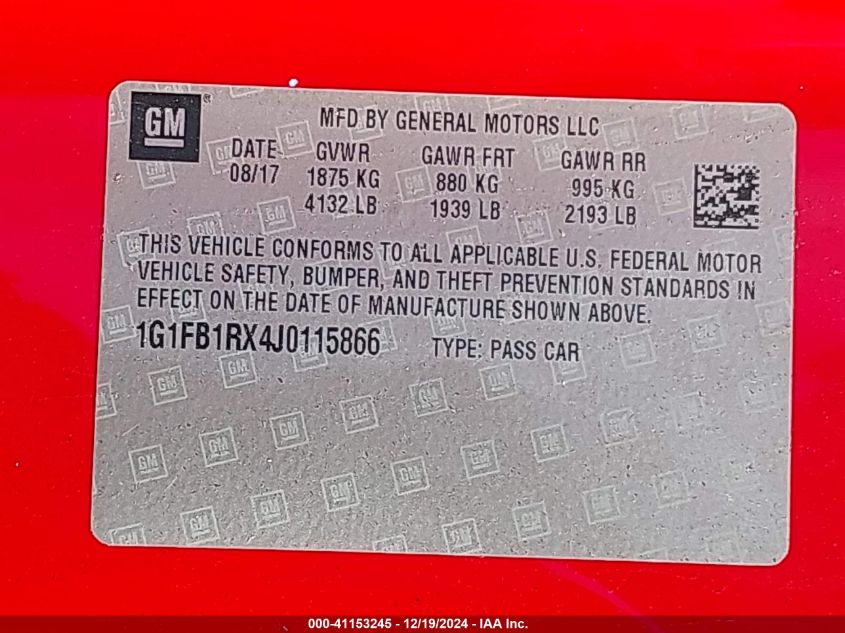 GM ®
MFD BY GENERAL MOTORS LLC
DATE GVWR GAWR FRT GAWR RR
08/17 1875 KG 880 KG 995 KG
4132 LB 1939 LB 2193 LB
THIS VEHICLE CONFORMS TO ALL APPLICABLE U.S. FEDERAL MOTOR
VEHICLE SAFETY, BUMPER, AND THEFT PREVENTION STANDARDS IN
EFFECT ON THE DATE OF MANUFACTURE SHOWN ABOVE.
1G1FB1RX4J0115866 TYPE: PASS CAR
000-41153245 - 12/19/2024 - IAA Inc.